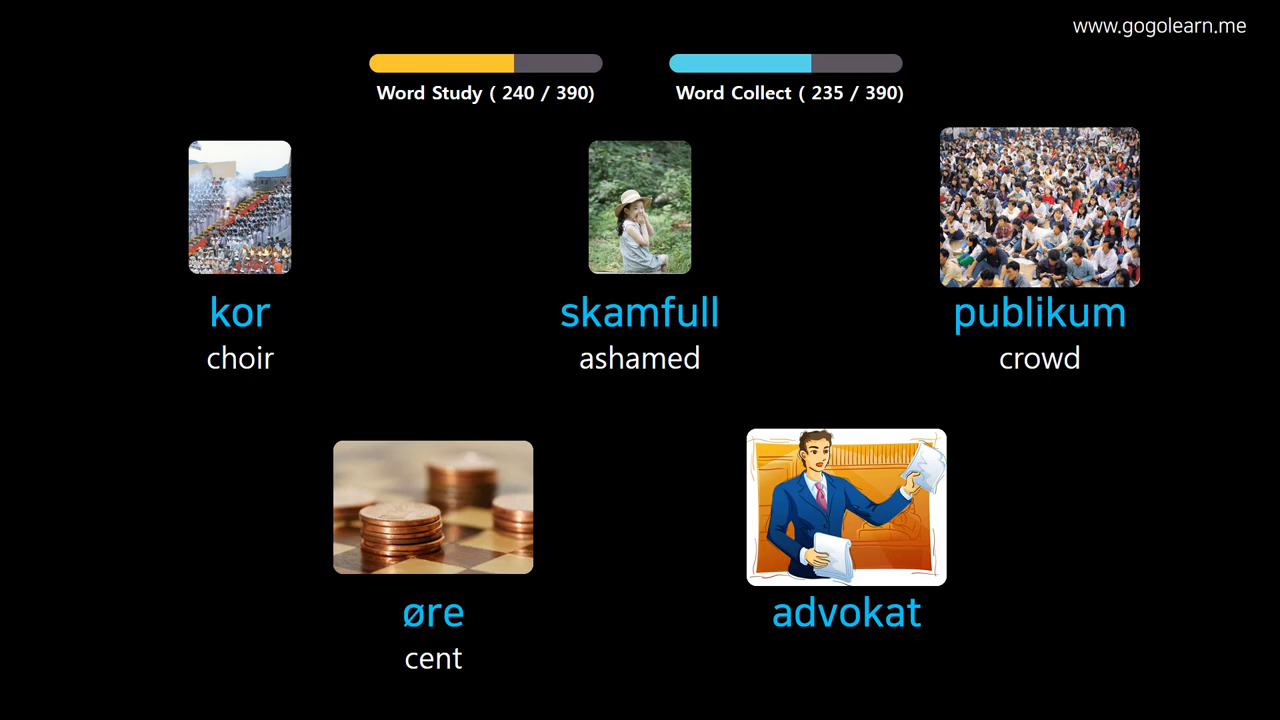 www.gogolearn.me
Word Study ( 240 / 390)
Word Collect ( 235 / 390)
kor
choir
skamfull
ashamed
publikum
crowd
øre
cent
advokat